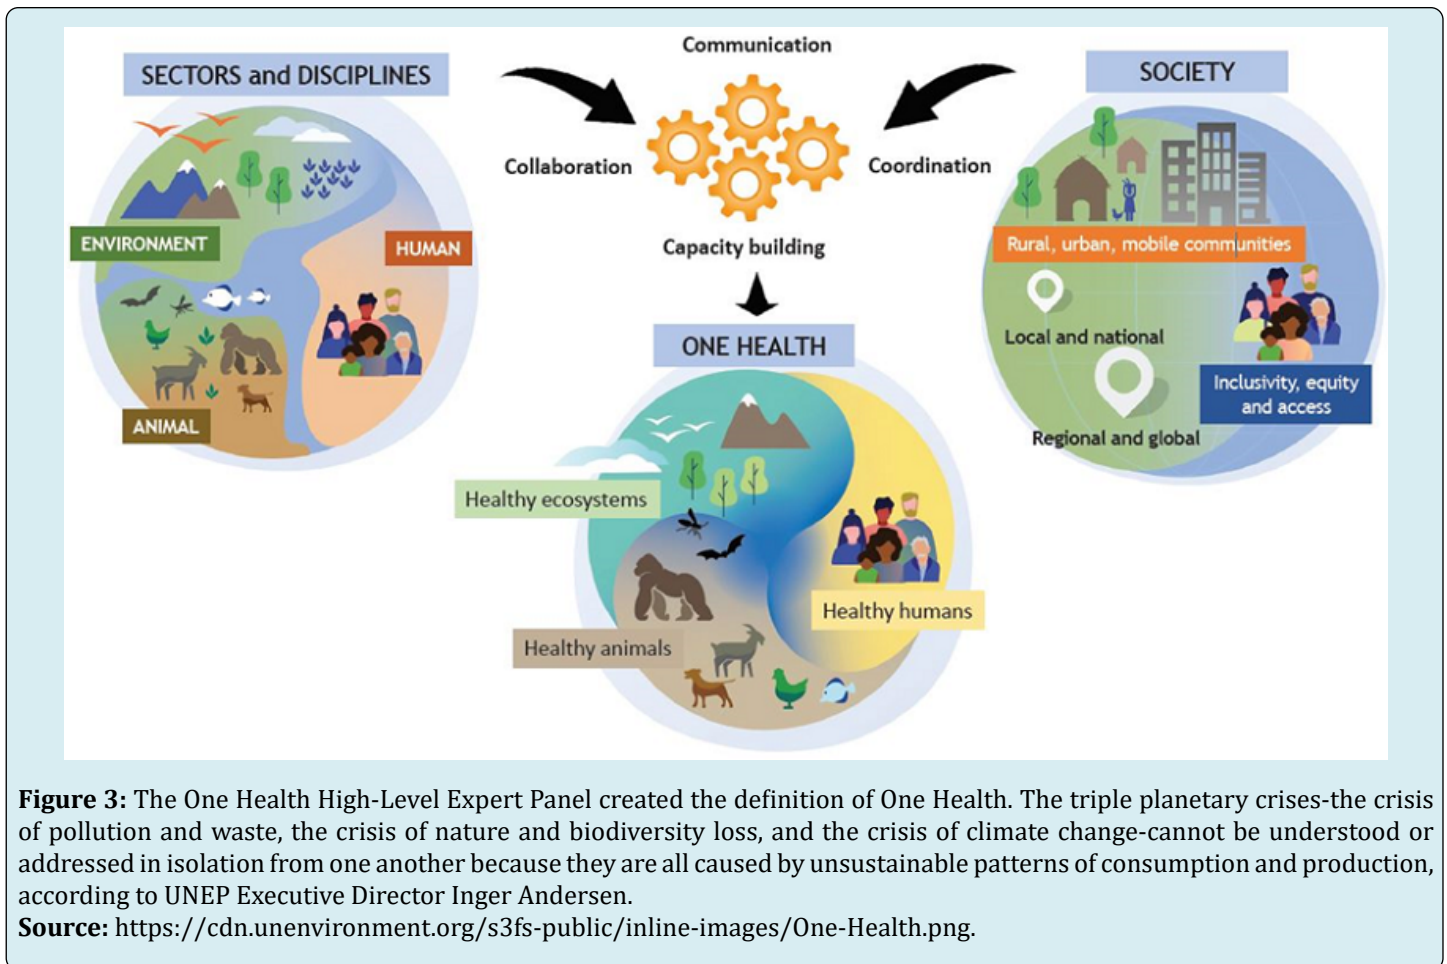 SECTORS and DISCIPLINES
Communication
SOCIETY
Collaboration
Coordination
Capacity building
ENVIRONMENT
HUMAN
ANIMAL
Rural, urban, mobile communities
Local and national
Inclusivity, equity
and access
Regional and global
ONE HEALTH
Healthy ecosystems
Healthy humans
Healthy animals
Figure 3: The One Health High-Level Expert Panel created the definition of One Health. The triple planetary crises-the crisis
of pollution and waste, the crisis of nature and biodiversity loss, and the crisis of climate change-cannot be understood or
addressed in isolation from one another because they are all caused by unsustainable patterns of consumption and production,
according to UNEP Executive Director Inger Andersen.
Source: https://cdn.unenvironment.org/s3fs-public/inline-images/One-Health.png.